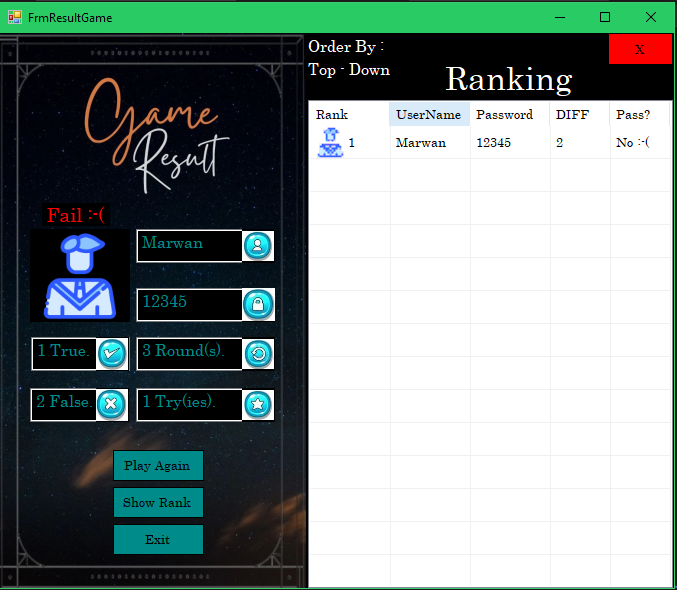 FrmResultGame
Game
Result
Fail :-(
Marwan
12345
1 True.
3 Round(s).
2 False.
1 Try(ies).
Play Again
Show Rank
Exit
Order By :
Top - Down
X
Ranking
Rank UserName Password DIFF Pass?
1 Marwan 12345 2 No :-(